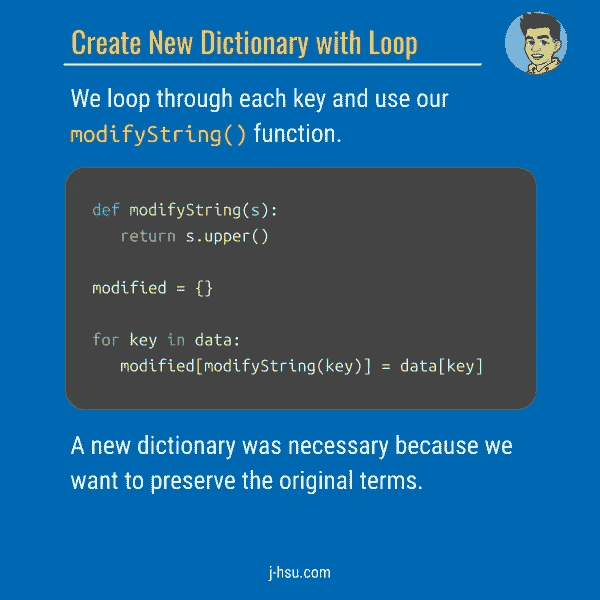 Create New Dictionary with Loop
We loop through each key and use our
modifyString() function.
def modifyString(s):
return s.upper()
modified = {}
for key in data:
modified[modifyString(key)] = data[key]
A new dictionary was necessary because we
want to preserve the original terms.
j-hsu.com